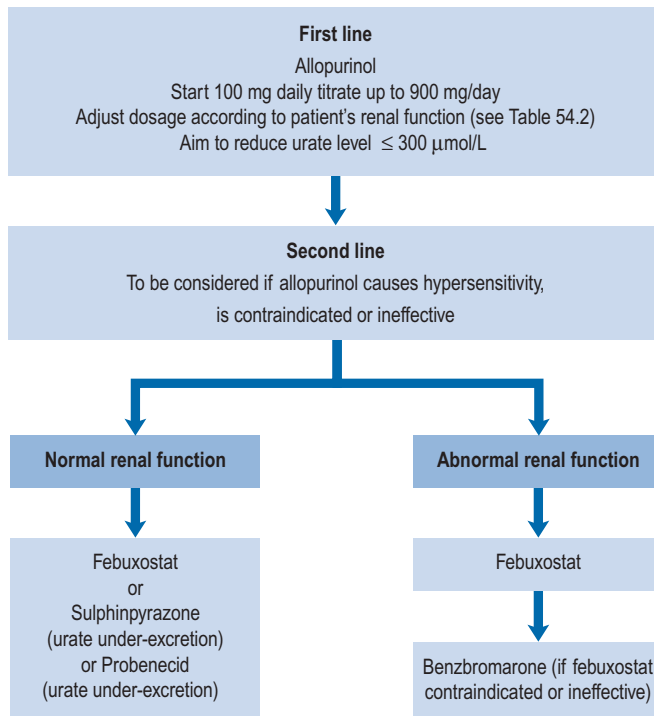 First line
Allopurinol
Start 100 mg daily titrate up to 900 mg/day
Adjust dosage according to patient's renal function (see Table 54.2)
Aim to reduce urate level ≤ 300 μmol/L
Second line
To be considered if allopurinol causes hypersensitivity,
is contraindicated or ineffective
Normal renal function
Febuxostat
or
Sulphinpyrazone
(urate under-excretion)
or Probenecid
(urate under-excretion)
Abnormal renal function
Febuxostat
Benzbromarone (if febuxostat
contraindicated or ineffective)